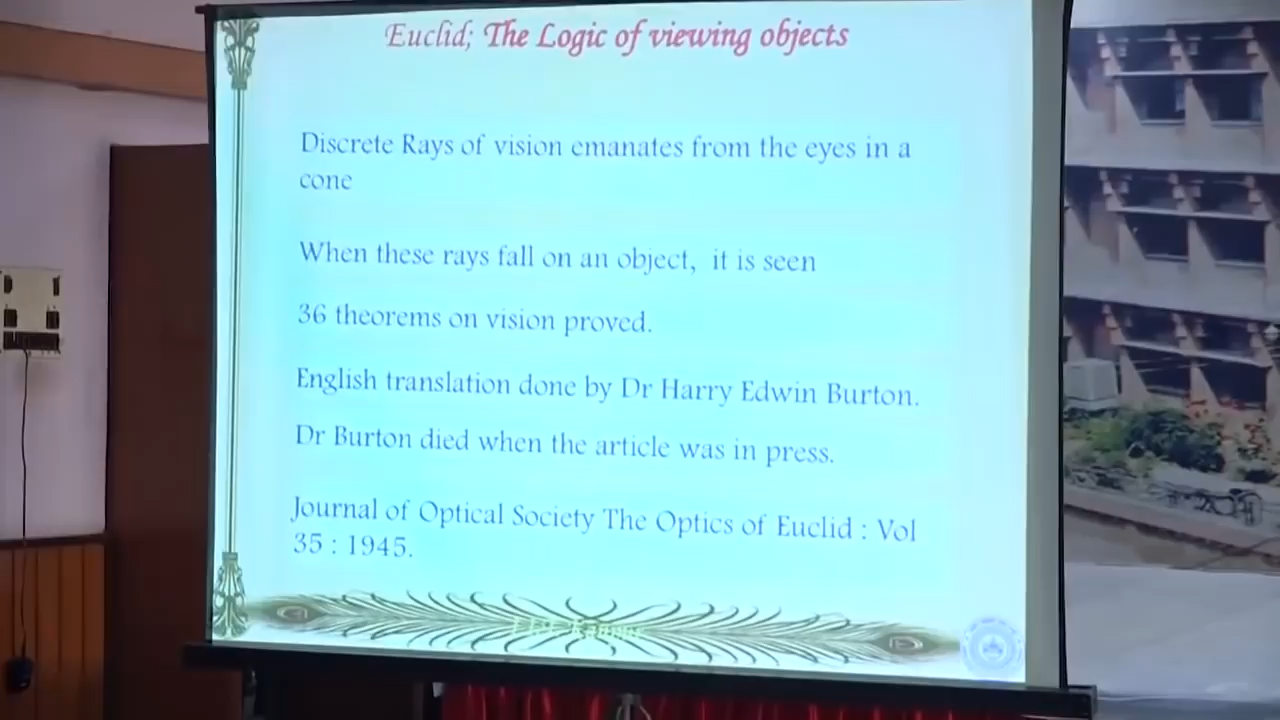 Euclid; The Logic of viewing objects
Discrete Rays of vision emanates from the eyes in a
cone
When these rays fall on an object, it is seen
36 theorems on vision proved.
English translation done by Dr Harry Edwin Burton.
Dr Burton died when the article was in press.
Journal of Optical Society The Optics of Euclid : Vol
35 : 1945.
I I T Kanpur